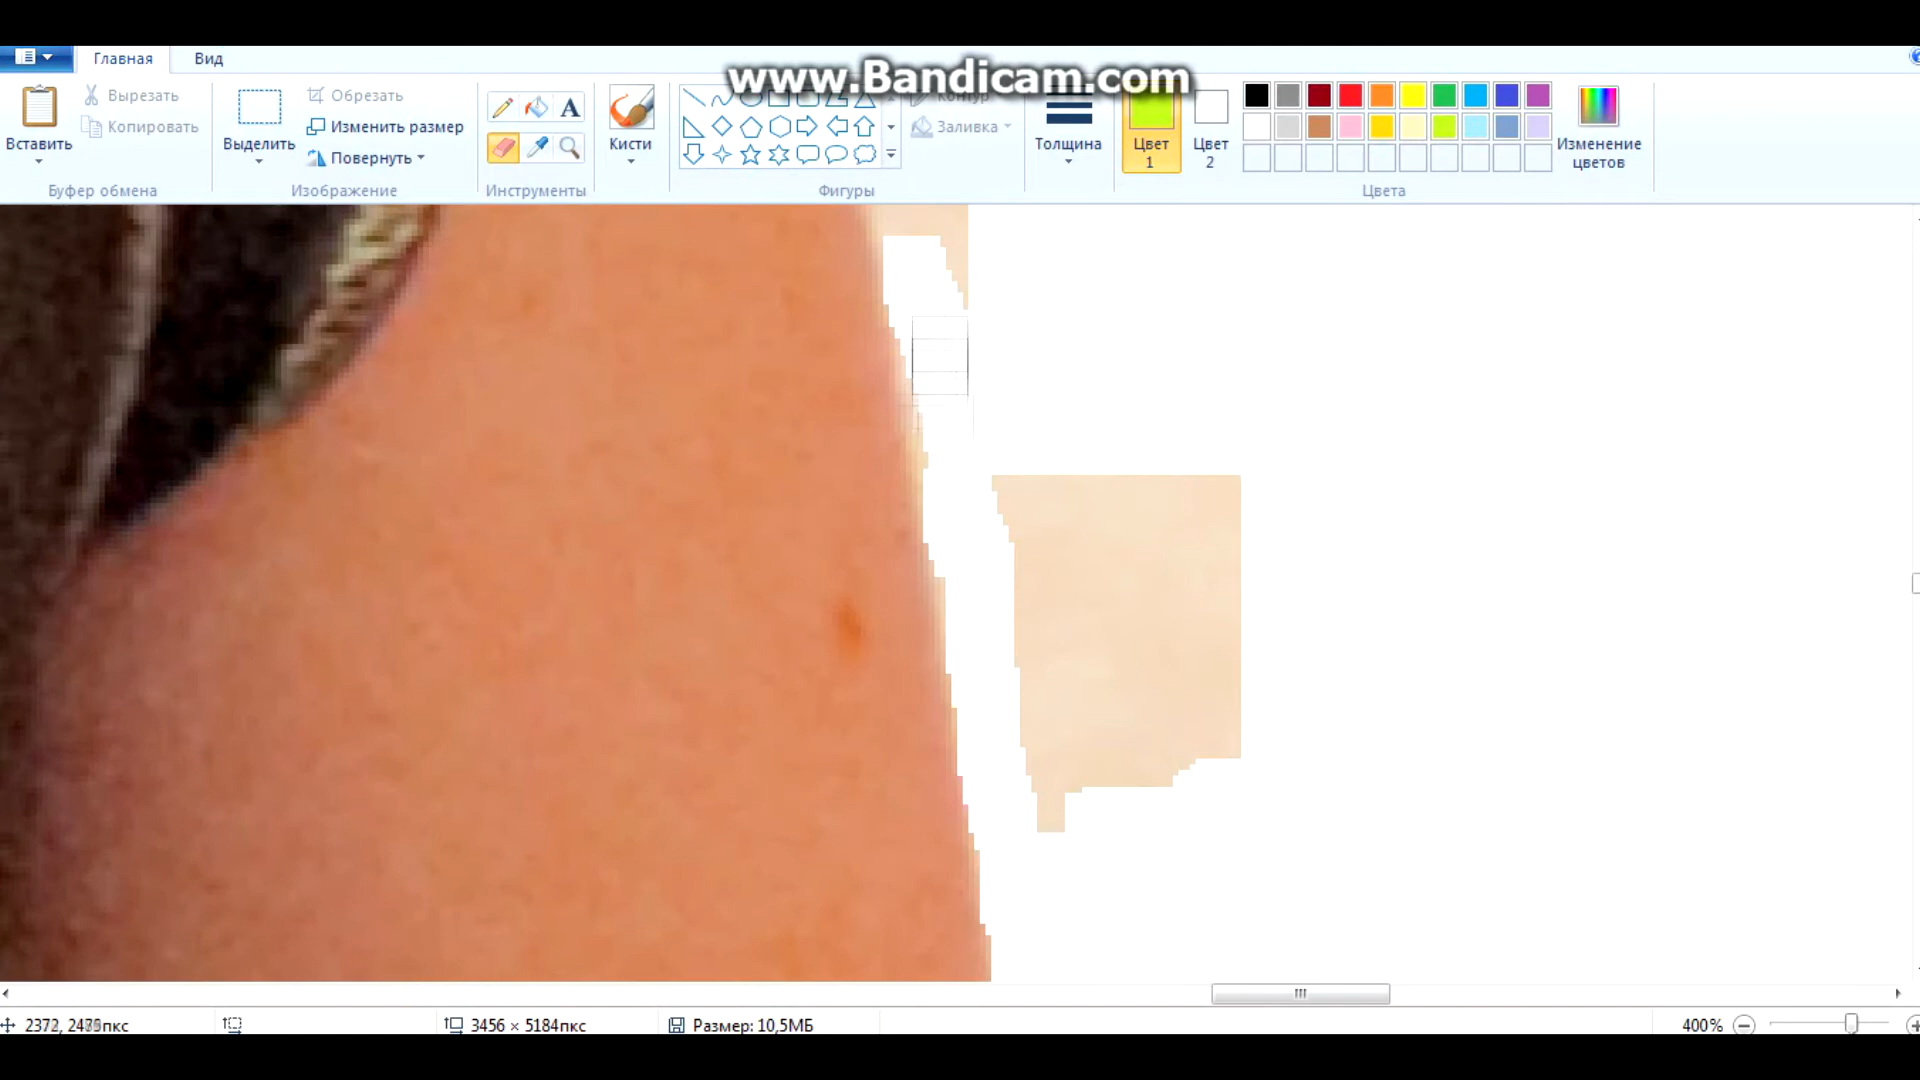 www.Bandicam.com
Главная
Вид
Вставить
Вырезать
Копировать
Буфер обмена
Выделить
Обрезать
Изменить размер
Повернуть
Изображение
A
Инструменты
Кисти
Контур
Заливка
Фигуры
Толщина
Цвет
1
Цвет
2
Изменение
цветов
Цвета
3456 × 5184пкс
Размер: 10,5МБ
400%